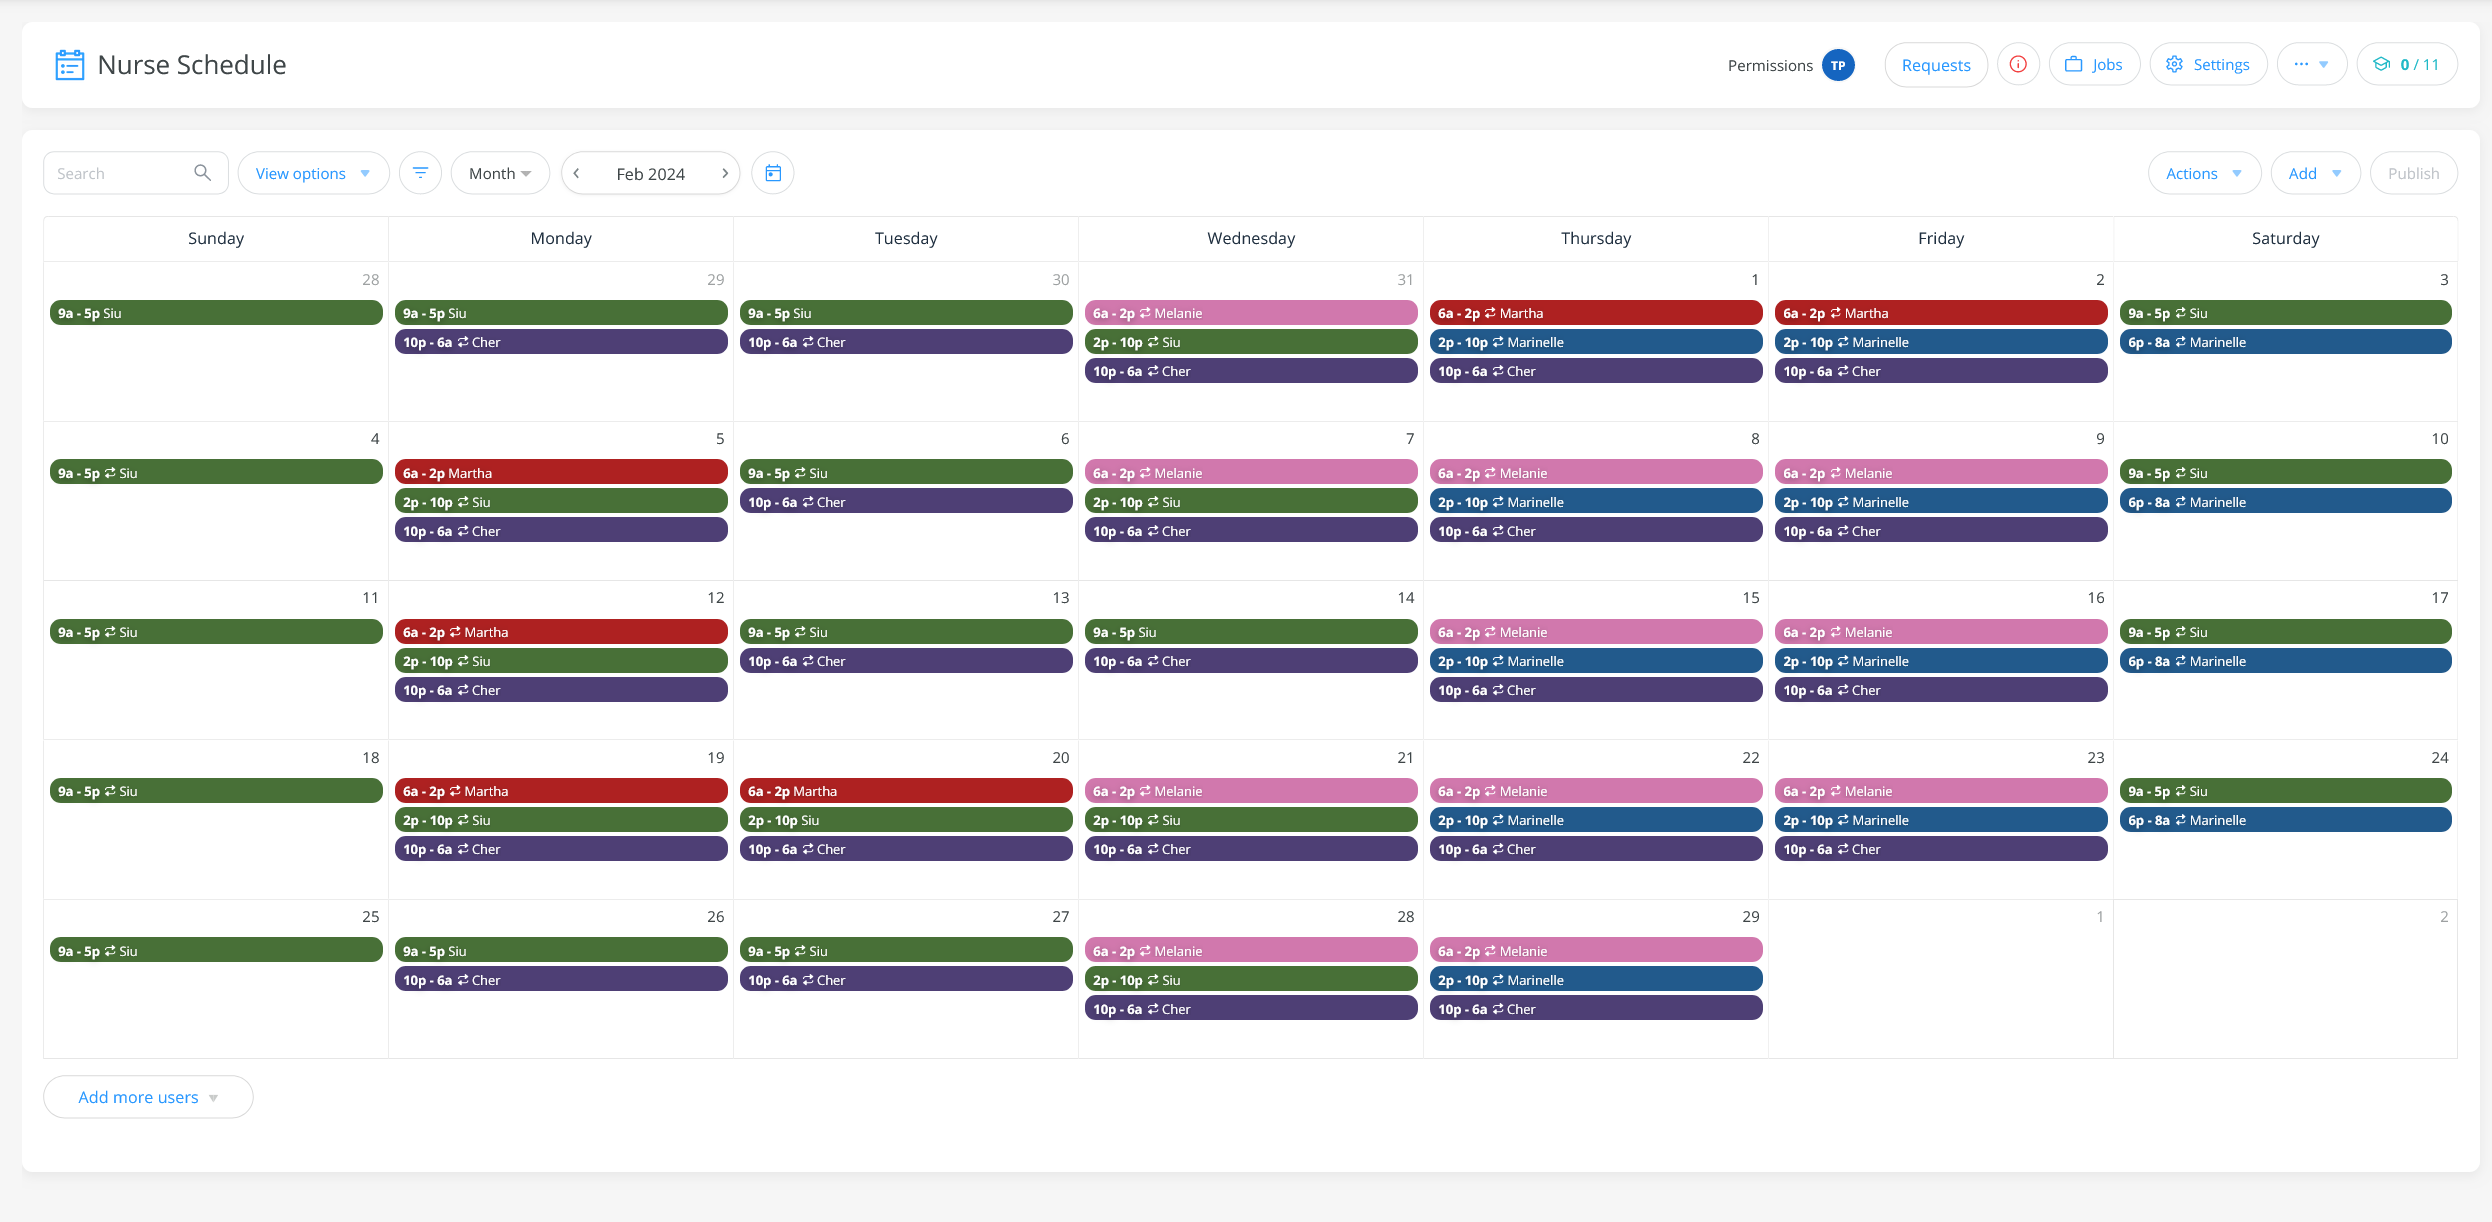 Nurse Schedule
Permissions TP Requests Jobs Settings ... 0 / 11
Search View options Month Feb 2024 Actions Add Publish
Sunday Monday Tuesday Wednesday Thursday Friday Saturday
28 29 30 31 1 2 3
9a - 5p Siu 9a - 5p Siu 9a - 5p Siu 6a - 2p Melanie 6a - 2p Martha 6a - 2p Martha 9a - 5p Siu
10p - 6a Cher 10p - 6a Cher 2p - 10p Siu 2p - 10p Marinelle 2p - 10p Marinelle 6p - 8a Marinelle
10p - 6a Cher 10p - 6a Cher 10p - 6a Cher
4 5 6 7 8 9 10
9a - 5p Siu 6a - 2p Martha 9a - 5p Siu 6a - 2p Melanie 6a - 2p Melanie 6a - 2p Melanie 9a - 5p Siu
2p - 10p Siu 10p - 6a Cher 2p - 10p Siu 2p - 10p Marinelle 2p - 10p Marinelle 6p - 8a Marinelle
10p - 6a Cher 10p - 6a Cher 10p - 6a Cher 10p - 6a Cher
11 12 13 14 15 16 17
9a - 5p Siu 6a - 2p Martha 9a - 5p Siu 9a - 5p Siu 6a - 2p Melanie 6a - 2p Melanie 9a - 5p Siu
2p - 10p Siu 10p - 6a Cher 10p - 6a Cher 2p - 10p Marinelle 2p - 10p Marinelle 6p - 8a Marinelle
10p - 6a Cher 10p - 6a Cher 10p - 6a Cher
18 19 20 21 22 23 24
9a - 5p Siu 6a - 2p Martha 6a - 2p Martha 6a - 2p Melanie 6a - 2p Melanie 6a - 2p Melanie 9a - 5p Siu
2p - 10p Siu 2p - 10p Siu 2p - 10p Siu 2p - 10p Marinelle 2p - 10p Marinelle 6p - 8a Marinelle
10p - 6a Cher 10p - 6a Cher 10p - 6a Cher 10p - 6a Cher 10p - 6a Cher
25 26 27 28 29 1 2
9a - 5p Siu 9a - 5p Siu 9a - 5p Siu 6a - 2p Melanie 6a - 2p Melanie
10p - 6a Cher 10p - 6a Cher 2p - 10p Siu 2p - 10p Marinelle
10p - 6a Cher 10p - 6a Cher
Add more users